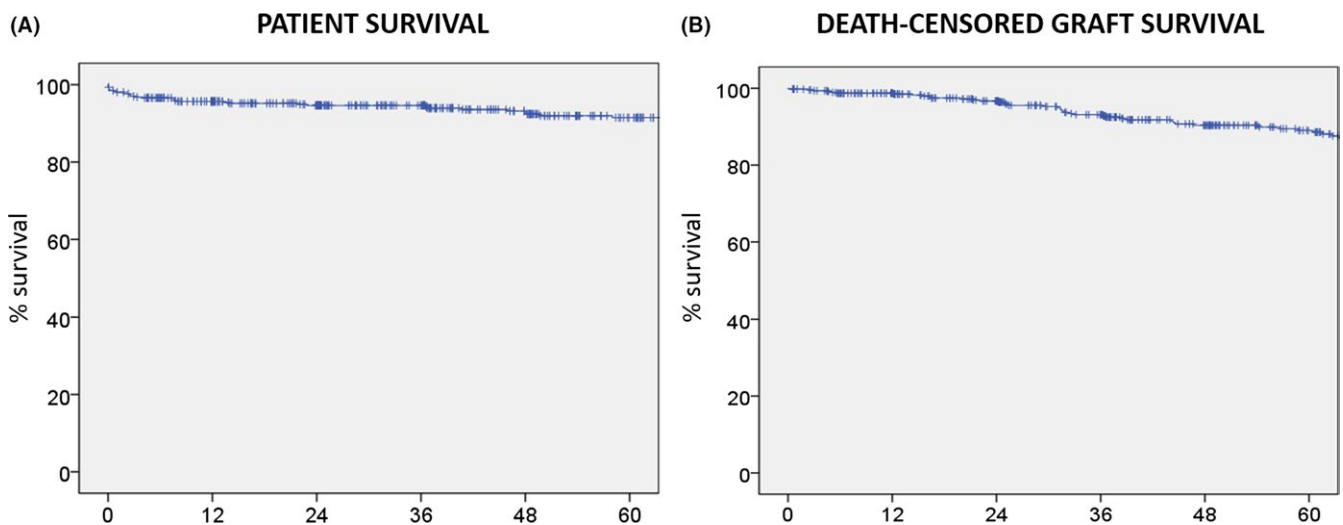 (A) PATIENT SURVIVAL
% survival
100
80
60
40
20
0
0 12 24 36 48 60
(B) DEATH-CENSORED GRAFT SURVIVAL
% survival
100
80
60
40
20
0
0 12 24 36 48 60